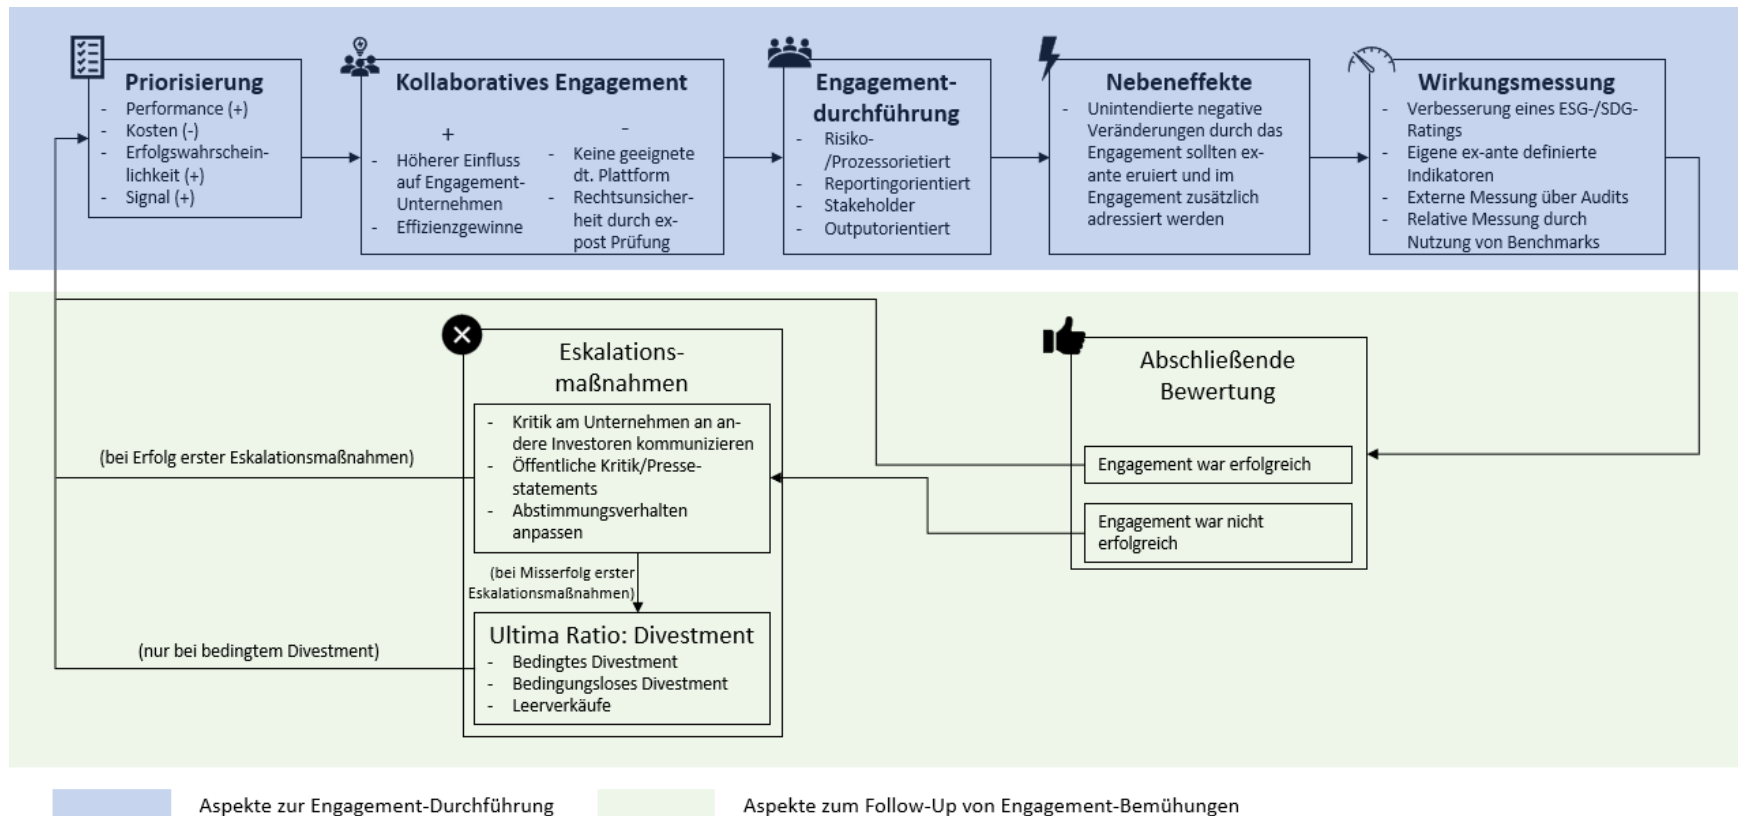 Priorisierung
- Performance (+)
- Kosten (-)
- Erfolgswahrschein-
lichkeit (+)
- Signal (+)
Kollaboratives Engagement
+
- Höherer Einfluss
auf Engagement-
Unternehmen
- Effizienzgewinne
-
- Keine geeignete
dt. Plattform
- Rechtsunsicher-
heit durch ex-
post Prüfung
Engagement-
durchführung
- Risiko-
/Prozessorietiert
- Reportingorientiert
- Stakeholder
- Outputorientiert
Nebeneffekte
- Unintendierte negative
Veränderungen durch das
Engagement sollten ex-
ante eruiert und im
Engagement zusätzlich
adressiert werden
Wirkungsmessung
- Verbesserung eines ESG-/SDG-
Ratings
- Eigene ex-ante definierte
Indikatoren
- Externe Messung über Audits
- Relative Messung durch
Nutzung von Benchmarks
Abschließende
Bewertung
Engagement war erfolgreich
Engagement war nicht
erfolgreich
Eskalations-
maßnahmen
- Kritik am Unternehmen an an-
dere Investoren kommunizieren
- Öffentliche Kritik/Presse-
statements
- Abstimmungsverhalten
anpassen
(bei Erfolg erster Eskalationsmaßnahmen)
(bei Misserfolg erster
Eskalationsmaßnahmen)
Ultima Ratio: Divestment
- Bedingtes Divestment
- Bedingungsloses Divestment
- Leerverkäufe
(nur bei bedingtem Divestment)
Aspekte zur Engagement-Durchführung
Aspekte zum Follow-Up von Engagement-Bemühungen